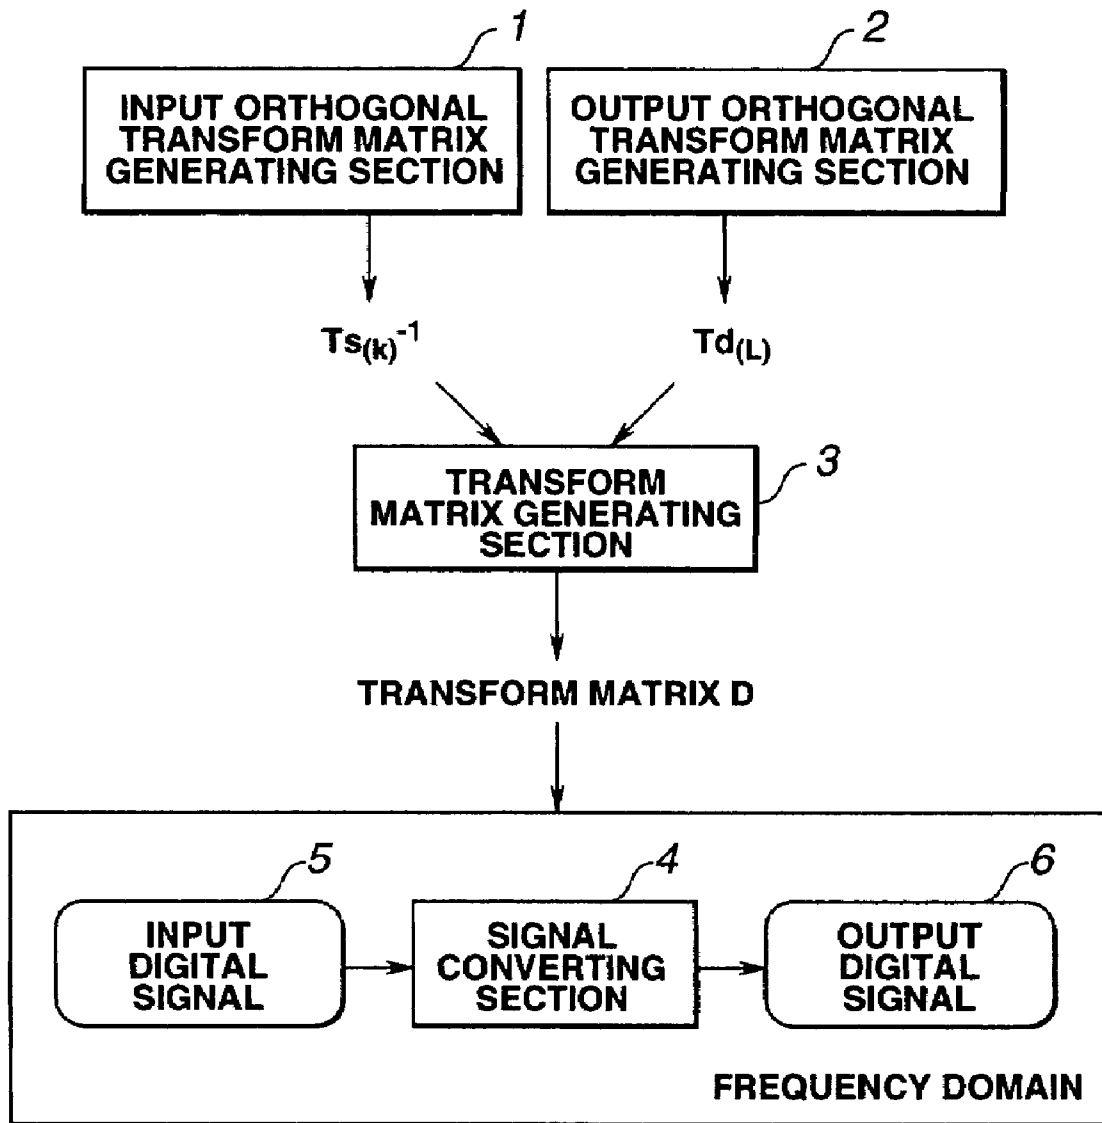 1
INPUT ORTHOGONAL
TRANSFORM MATRIX
GENERATING SECTION
2
OUTPUT ORTHOGONAL
TRANSFORM MATRIX
GENERATING SECTION
Ts(k)-1
Td(L)
3
TRANSFORM
MATRIX GENERATING
SECTION
TRANSFORM MATRIX D
5
INPUT
DIGITAL
SIGNAL
4
SIGNAL
CONVERTING
SECTION
6
OUTPUT
DIGITAL
SIGNAL
FREQUENCY DOMAIN